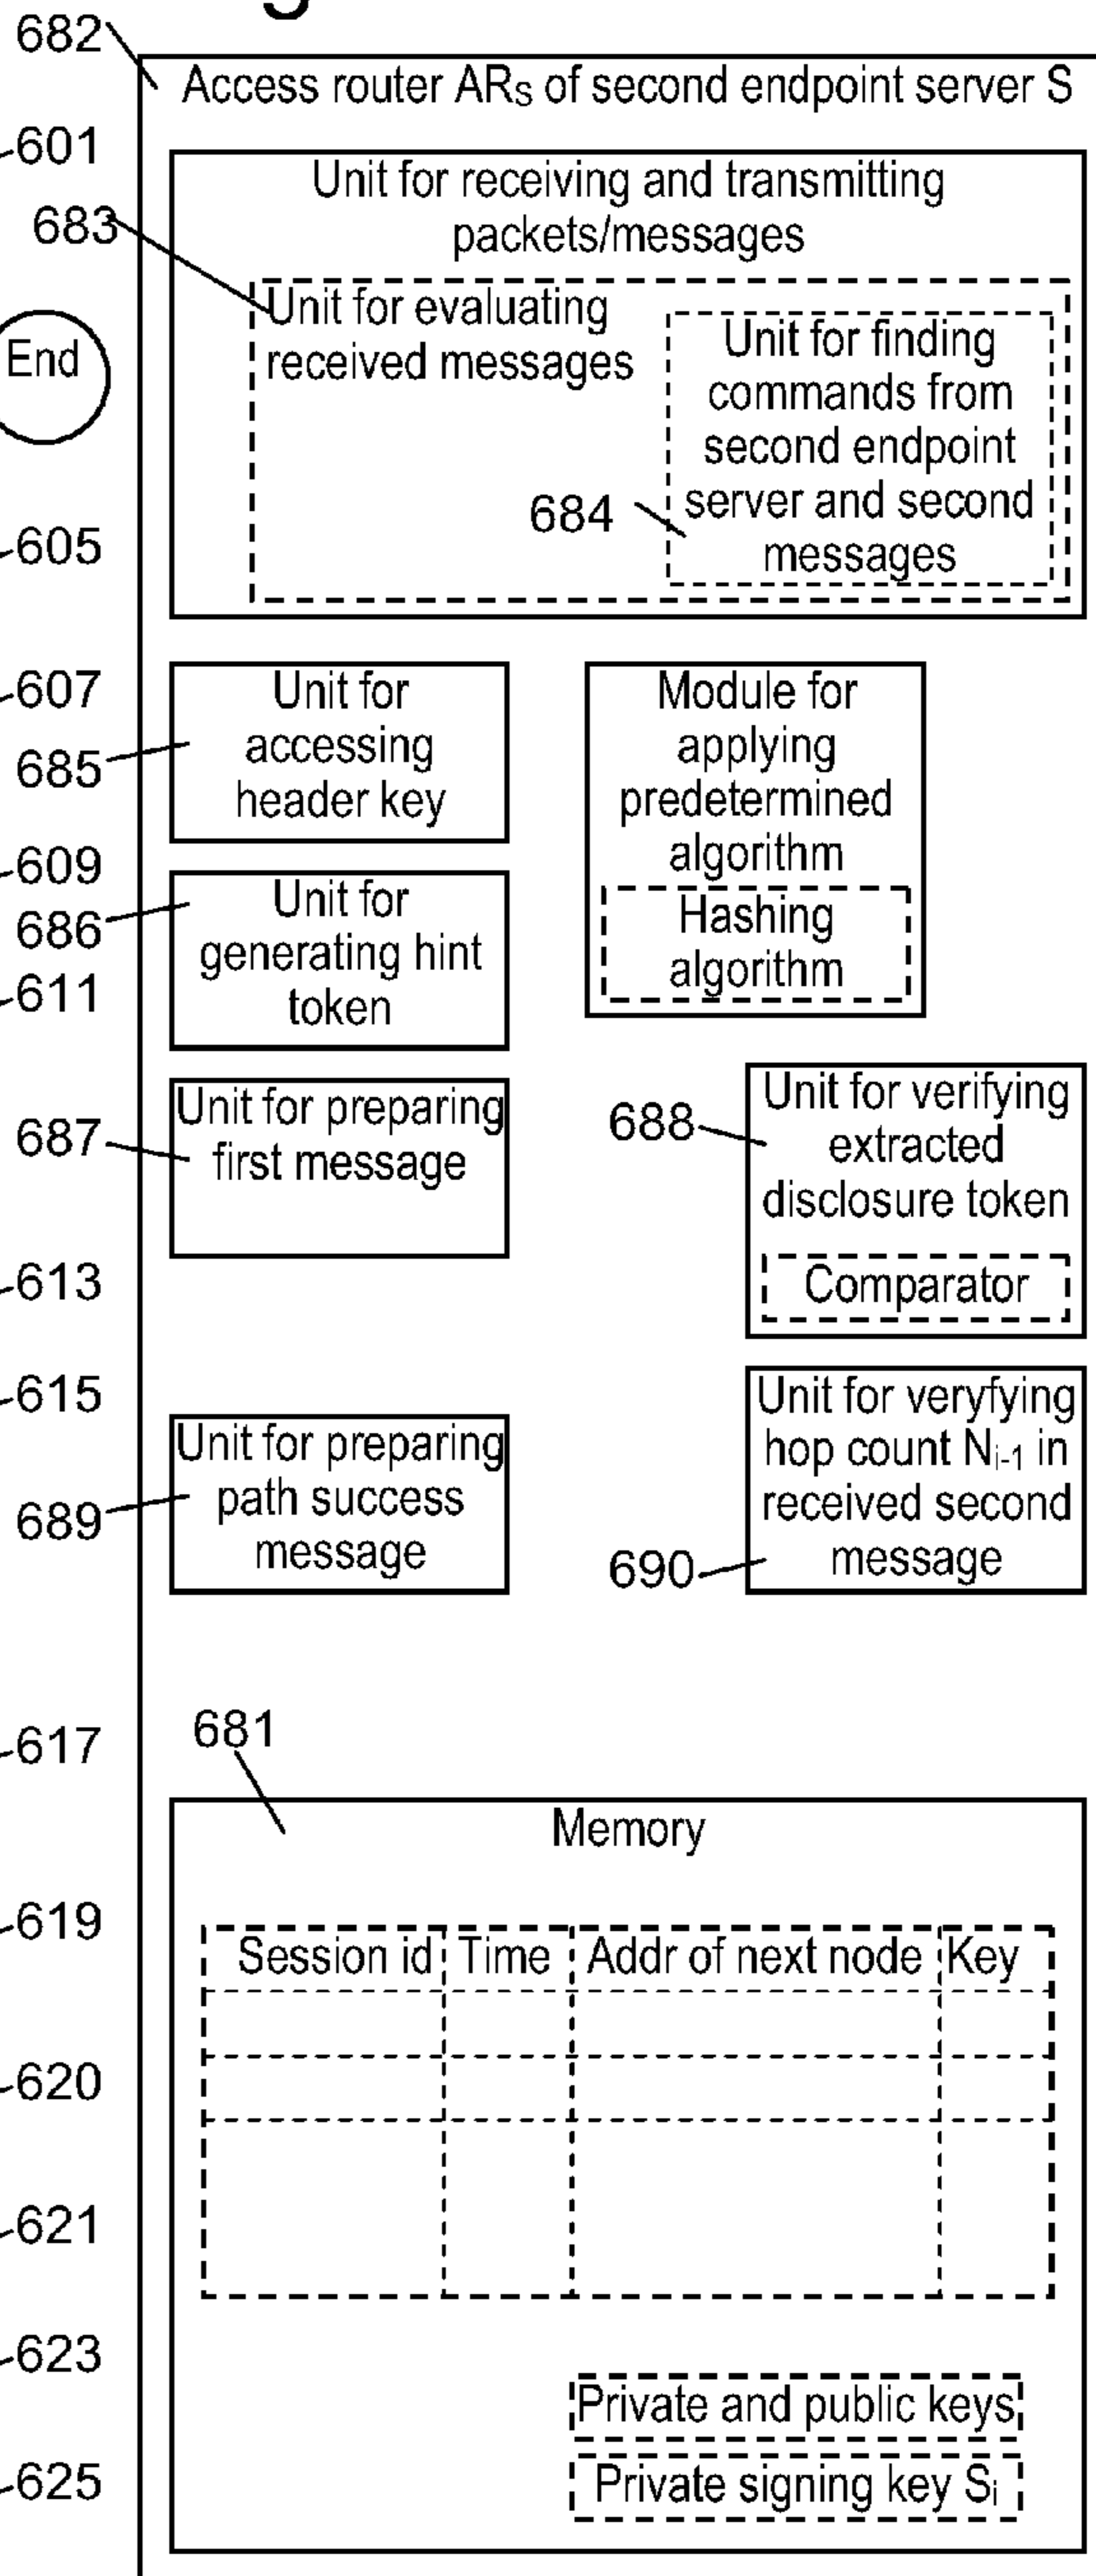 682
Access router ARS of second endpoint server S
601
Unit for receiving and transmitting
packets/messages
683
Unit for evaluating
received messages
Unit for finding
commands from
second endpoint
server and second
messages
End
684
605
607
Unit for
accessing
header key
685
Module for
applying
predetermined
algorithm
Hashing
algorithm
609
686
Unit for
generating hint
token
611
687
Unit for preparing
first message
688
Unit for verifying
extracted
disclosure token
Comparator
613
615
Unit for preparing
path success
message
689
Unit for veryfying
hop count Ni-1 in
received second
message
690
681
617
Memory
619
Session id Time Addr of next node Key
620
621
623
Private and public keys
Private signing key Si
625